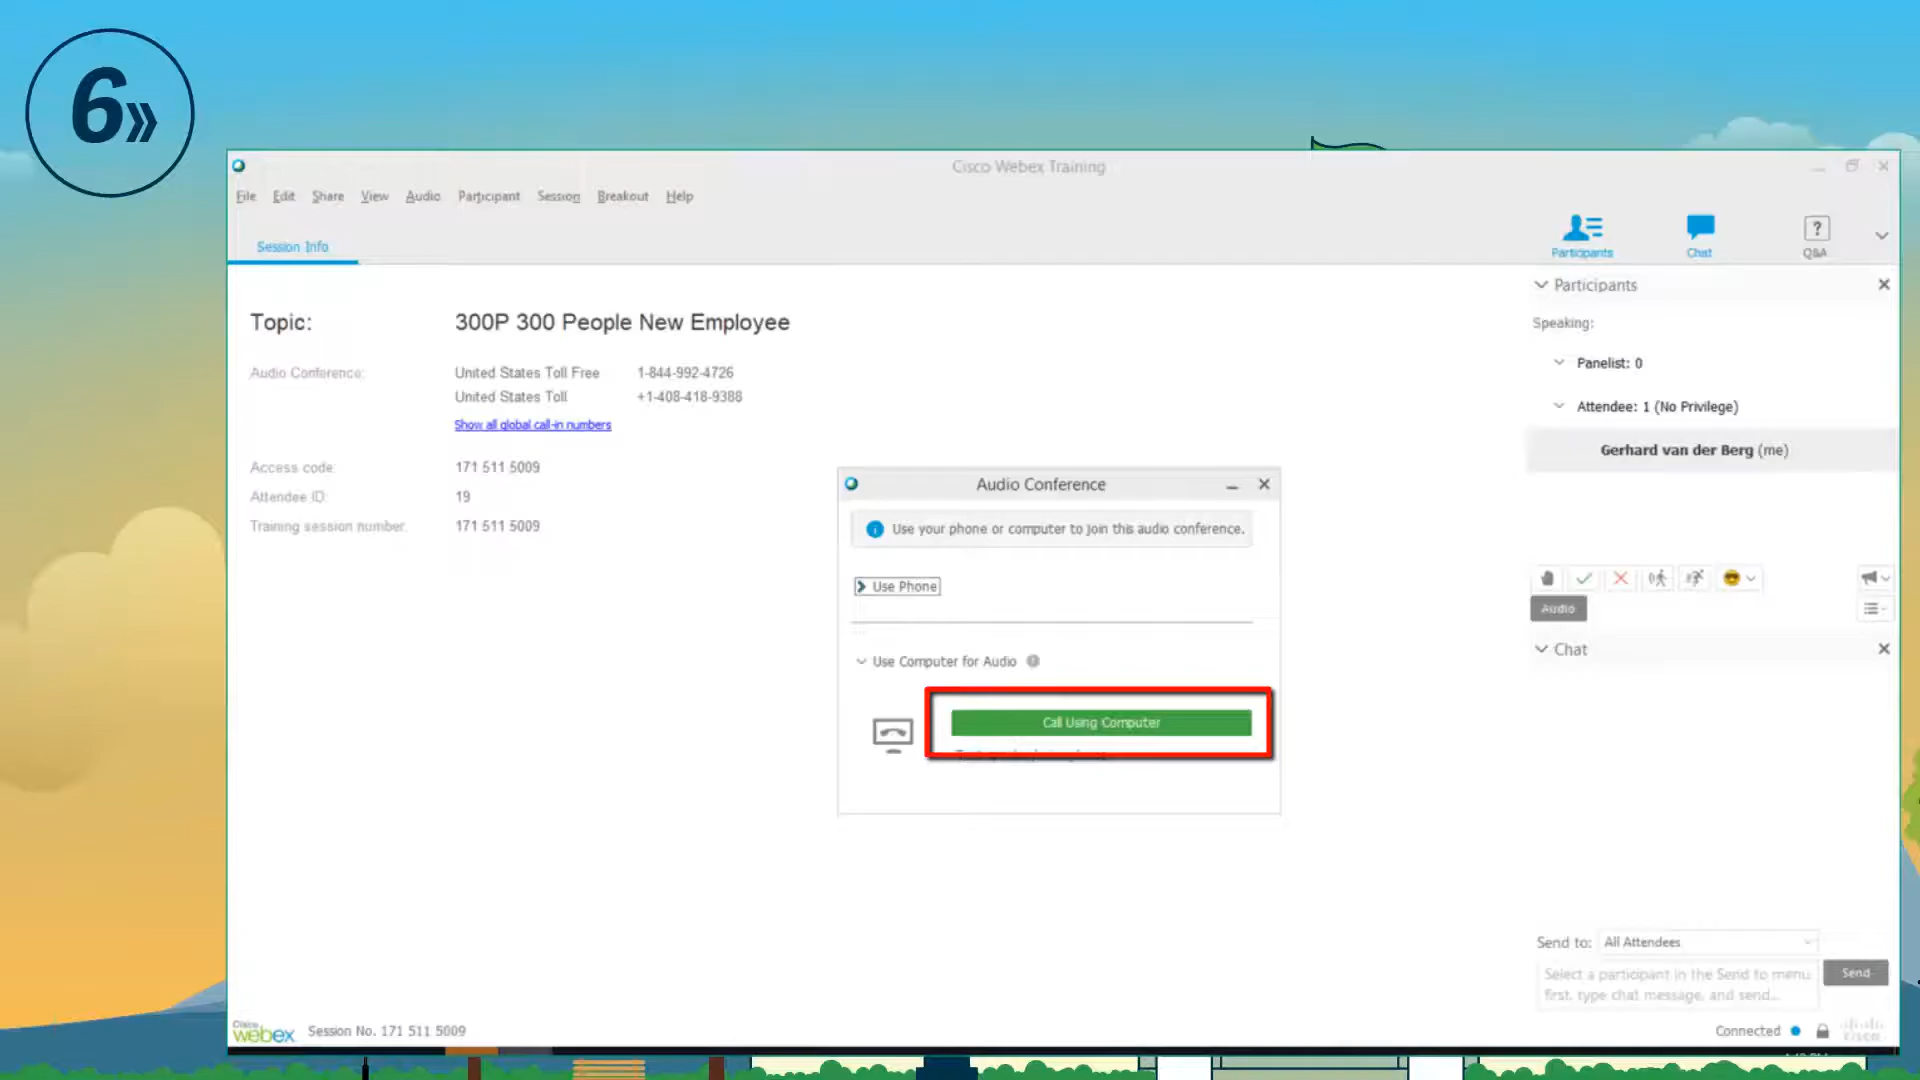 6»
Cisco Webex Training
File Edit Share View Audio Participant Session Breakout Help
Participants Chat ? Q&A
Session Info
Participants
Topic: 300P 300 People New Employee
Speaking:
Audio Conference: United States Toll Free 1-844-992-4726
Panelist: 0
United States Toll +1-408-418-9388
Attendee: 1 (No Privilege)
Show all global call-in numbers
Gerhard van der Berg (me)
Access code: 171 511 5009
Attendee ID: 19
Training session number: 171 511 5009
Audio Conference
Use your phone or computer to join this audio conference.
Use Phone
Audio
Use Computer for Audio
Chat
Call Using Computer
Send to: All Attendees
Select a participant in the Send to menu
first, type chat message, and send...
Send
Cisco
webex
Session No. 171 511 5009
Connected
cisco